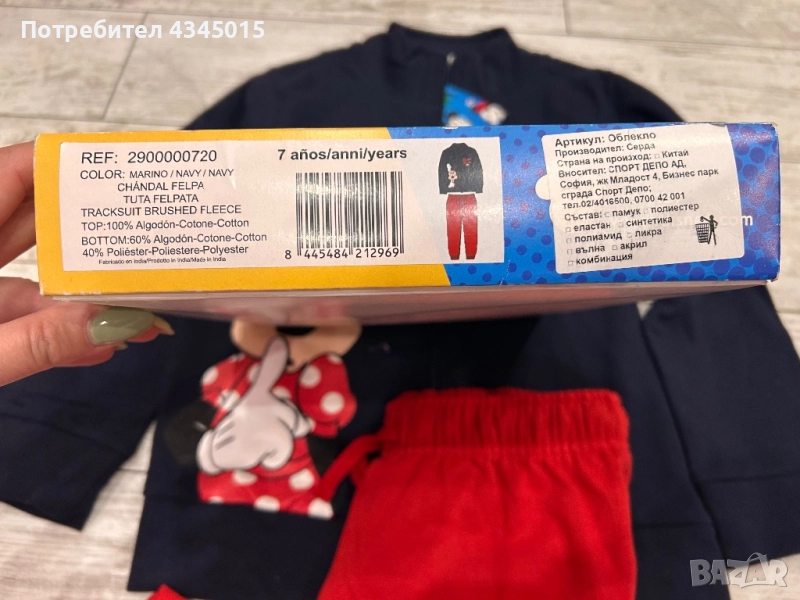 Потребител 4345015
REF: 2900000720
7 años/anni/years
COLOR: MARINO / NAVY / NAVY
CHÁNDAL FELPA
TUTA FELPATA
TRACKSUIT BRUSHED FLEECE
TOP:100% Algodón-Cotone-Cotton
BOTTOM:60% Algodón-Cotone-Cotton
40% Poliéster-Poliestere-Polyester
Fabricado en India/Prodotto in India/Made in India
8 445484 212969
Артикул: Облекло
Производител: Серда
Страна на произход: □ Китай
Вносител: СПОРТ ДЕПО АД,
София, жк Младост 4, Бизнес парк
сграда Спорт Депо;
тел.02/4016500, 0700 42 001
Състав: □ памук □ полиестер
□ еластан □ синтетика
□ полиамид □ ликра
□ вълна □ акрил
□ комбинация
.com
BAZAR